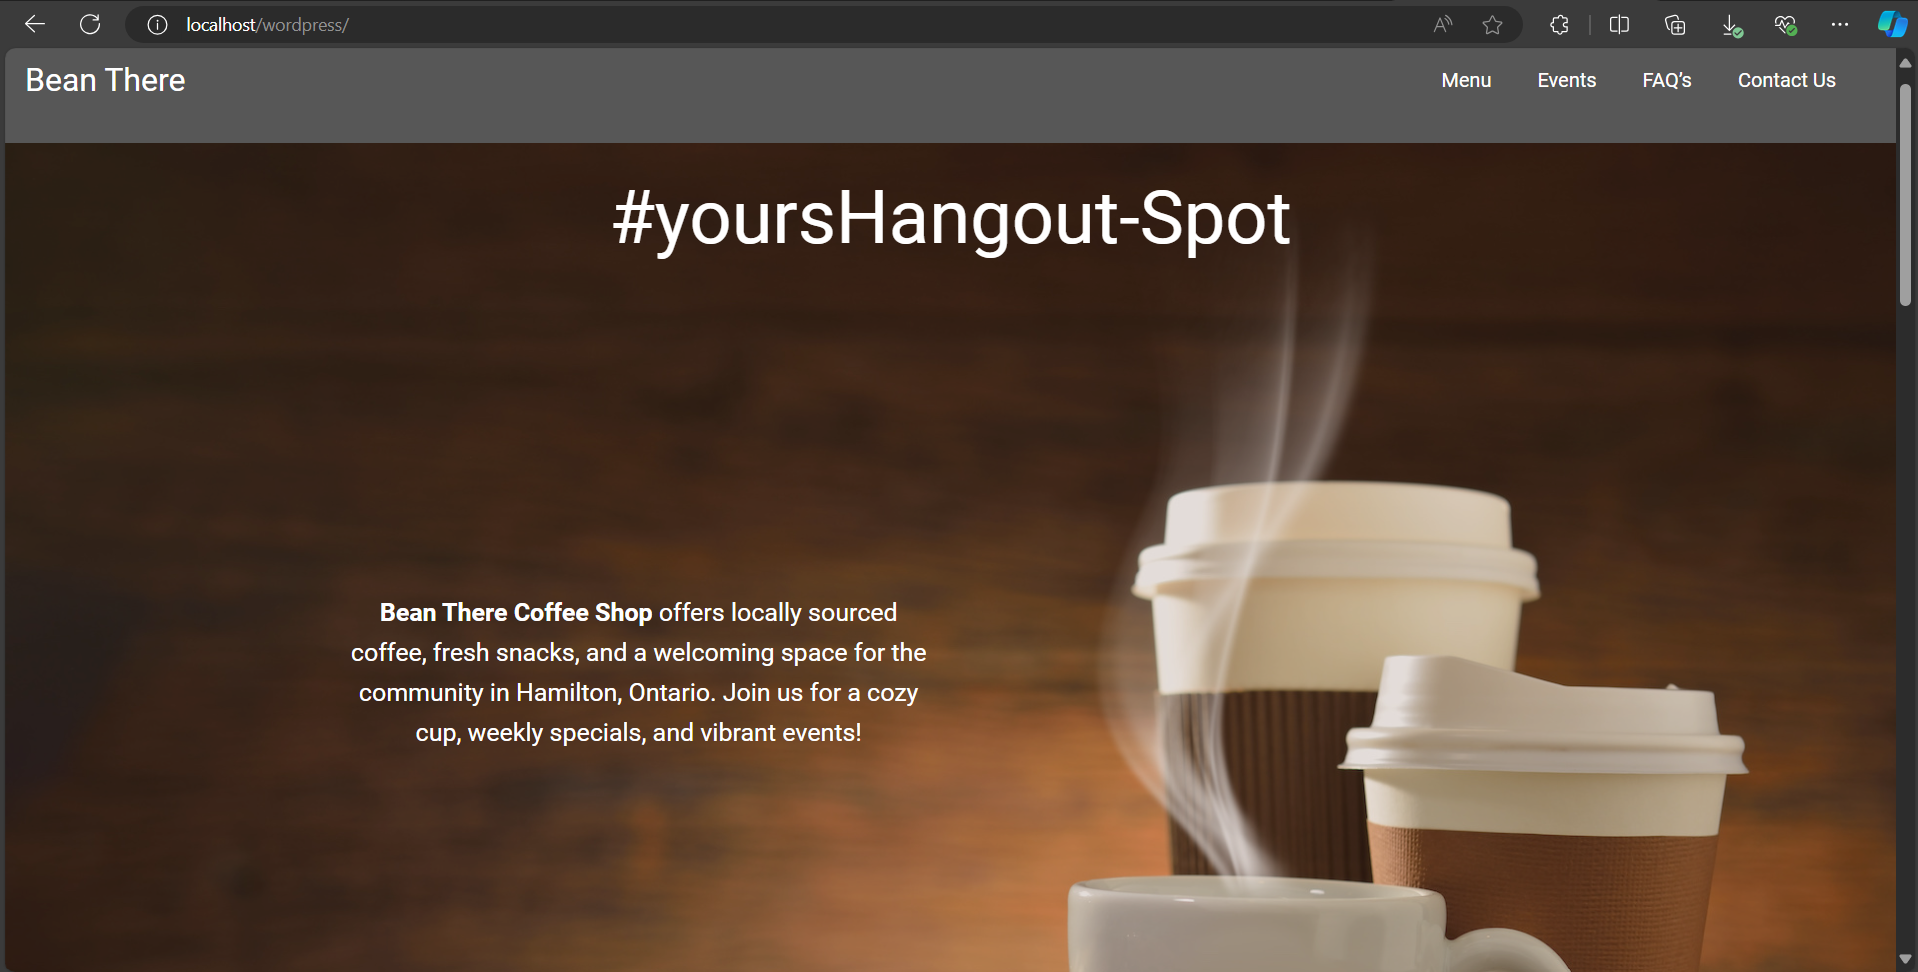 localhost/wordpress/
Bean There
Menu Events FAQ’s Contact Us
#yoursHangout-Spot
Bean There Coffee Shop offers locally sourced
coffee, fresh snacks, and a welcoming space for the
community in Hamilton, Ontario. Join us for a cozy
cup, weekly specials, and vibrant events!